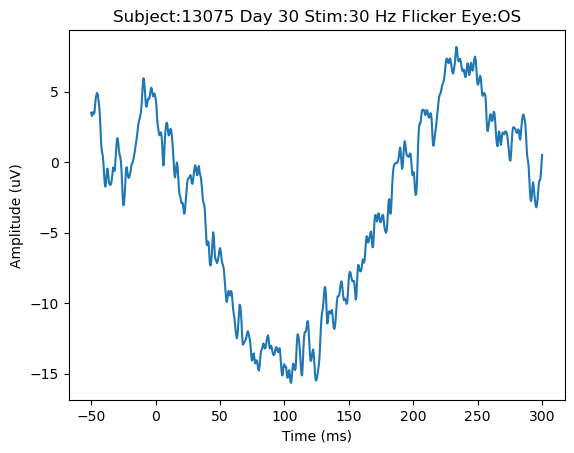 Subject:13075 Day 30 Stim:30 Hz Flicker Eye:OS
Amplitude (uV)
5
0
−5
−10
−15
−50 0 50 100 150 200 250 300
Time (ms)